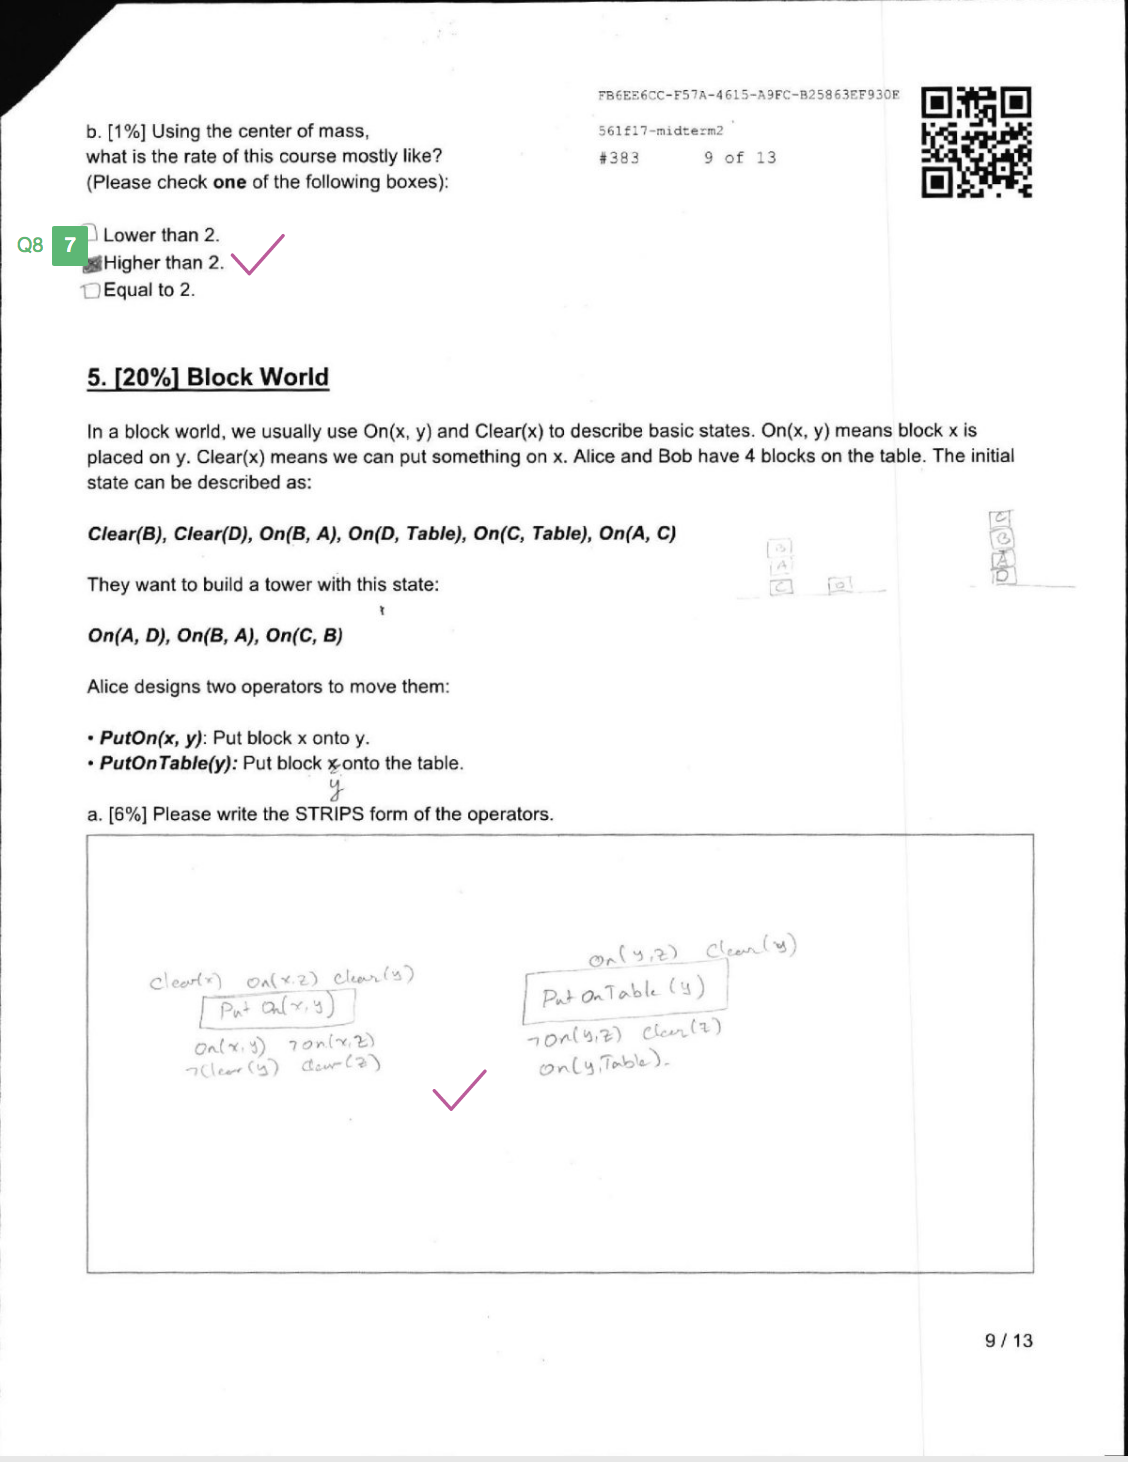 FB6EE6CC-F57A-4615-A9FC-B25863EF930E
561f17-midterm2
#383 9 of 13
b. [1%] Using the center of mass,
what is the rate of this course mostly like?
(Please check one of the following boxes):
Q8 7
Lower than 2.
Higher than 2.
Equal to 2.
5. [20%] Block World
In a block world, we usually use On(x, y) and Clear(x) to describe basic states. On(x, y) means block x is
placed on y. Clear(x) means we can put something on x. Alice and Bob have 4 blocks on the table. The initial
state can be described as:
Clear(B), Clear(D), On(B, A), On(D, Table), On(C, Table), On(A, C)
B
A
C D
C
B
A
D
They want to build a tower with this state:
On(A, D), On(B, A), On(C, B)
Alice designs two operators to move them:
• PutOn(x, y): Put block x onto y.
• PutOnTable(y): Put block x onto the table.
y
a. [6%] Please write the STRIPS form of the operators.
Clear(x) On(x.z) Clear(y)
Put On(x,y)
On(x,y) ¬On(x,z)
¬Clear(y) Clear(z)
On(y,z) Clear(y)
Put OnTable (y)
¬On(y,z) Clear(z)
On(y,Table).
9 / 13